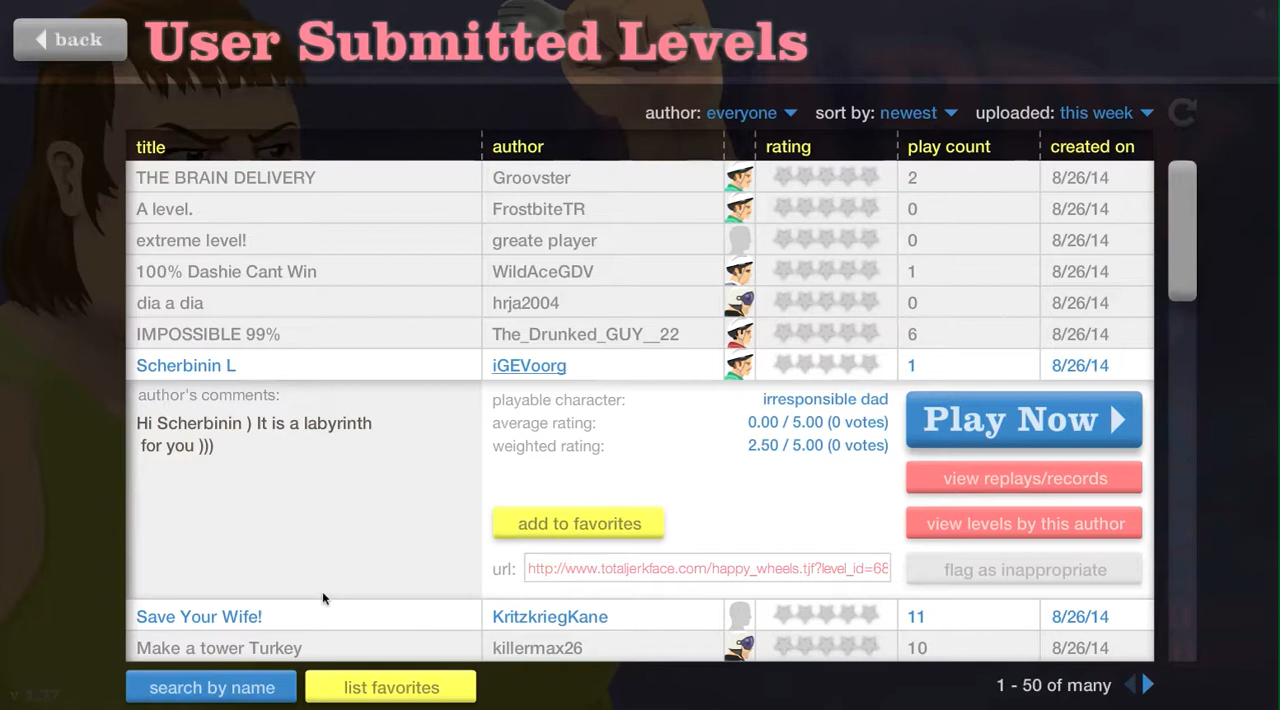 back
User Submitted Levels
author: everyone sort by: newest uploaded: this week
title author rating play count created on
THE BRAIN DELIVERY Groovster 2 8/26/14
A level. FrostbiteTR 0 8/26/14
extreme level! greate player 0 8/26/14
100% Dashie Cant Win WildAceGDV 1 8/26/14
dia a dia hrja2004 0 8/26/14
IMPOSSIBLE 99% The_Drunked_GUY__22 6 8/26/14
Scherbinin L iGEVoorg 1 8/26/14
author's comments:
Hi Scherbinin ) It is a labyrinth
for you )))
playable character: irresponsible dad
average rating: 0.00 / 5.00 (0 votes)
weighted rating: 2.50 / 5.00 (0 votes)
add to favorites
url: http://www.totaljerkface.com/happy_wheels.tjf?level_id=68
Play Now
view replays/records
view levels by this author
flag as inappropriate
Save Your Wife! KritzkriegKane 11 8/26/14
Make a tower Turkey killermax26 10 8/26/14
search by name list favorites 1 - 50 of many